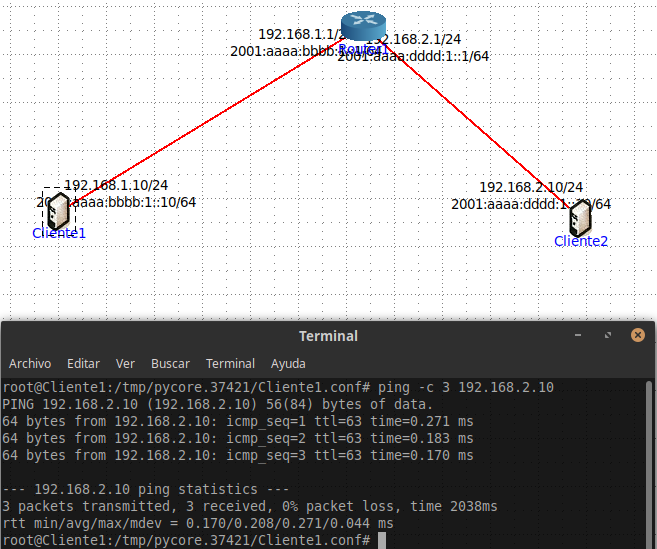 192.168.1.1/2
192.168.2.1/24
Router1
2001:aaaa:bbbb:1::1/64
2001:aaaa:dddd:1::1/64
192.168.1.10/24
aaaa:bbbb:1::10/64
Cliente1
192.168.2.10/24
2001:aaaa:dddd:1::10/64
Cliente2
Terminal
Archivo Editar Ver Buscar Terminal Ayuda
root@Cliente1:/tmp/pycore.37421/Cliente1.conf# ping -c 3 192.168.2.10
PING 192.168.2.10 (192.168.2.10) 56(84) bytes of data.
64 bytes from 192.168.2.10: icmp_seq=1 ttl=63 time=0.271 ms
64 bytes from 192.168.2.10: icmp_seq=2 ttl=63 time=0.183 ms
64 bytes from 192.168.2.10: icmp_seq=3 ttl=63 time=0.170 ms
--- 192.168.2.10 ping statistics ---
3 packets transmitted, 3 received, 0% packet loss, time 2038ms
rtt min/avg/max/mdev = 0.170/0.208/0.271/0.044 ms
root@Cliente1:/tmp/pycore.37421/Cliente1.conf#